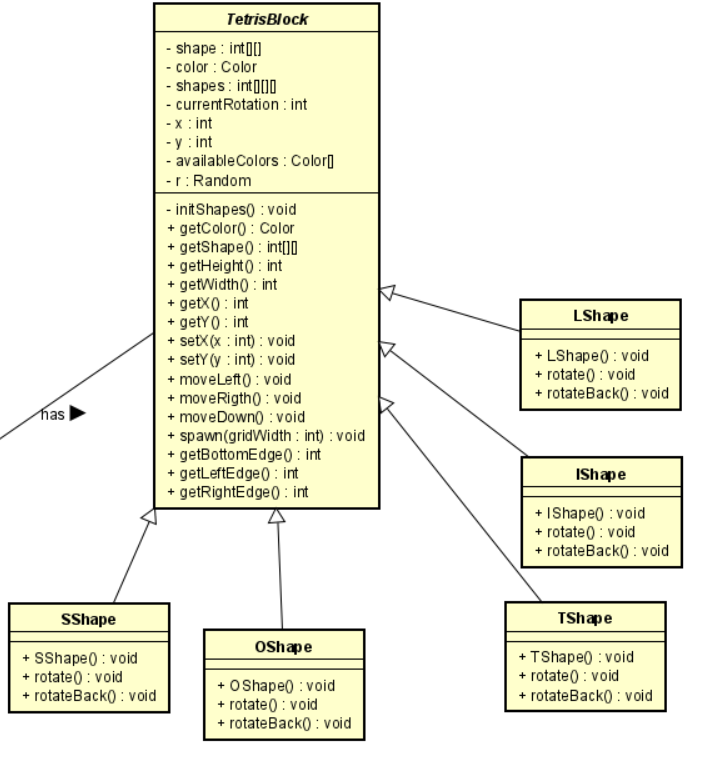 TetrisBlock
- shape : int[][]
- color : Color
- shapes : int[][][]
- currentRotation : int
- x : int
- y : int
- availableColors : Color[]
- r : Random
- initShapes() : void
+ getColor() : Color
+ getShape() : int[][]
+ getHeight() : int
+ getWidth() : int
+ getX() : int
+ getY() : int
+ setX(x : int) : void
+ setY(y : int) : void
+ moveLeft() : void
+ moveRigth() : void
+ moveDown() : void
+ spawn(gridWidth : int) : void
+ getBottomEdge() : int
+ getLeftEdge() : int
+ getRightEdge() : int
has ▶
LShape
+ LShape() : void
+ rotate() : void
+ rotateBack() : void
IShape
+ IShape() : void
+ rotate() : void
+ rotateBack() : void
TShape
+ TShape() : void
+ rotate() : void
+ rotateBack() : void
SShape
+ SShape() : void
+ rotate() : void
+ rotateBack() : void
OShape
+ OShape() : void
+ rotate() : void
+ rotateBack() : void